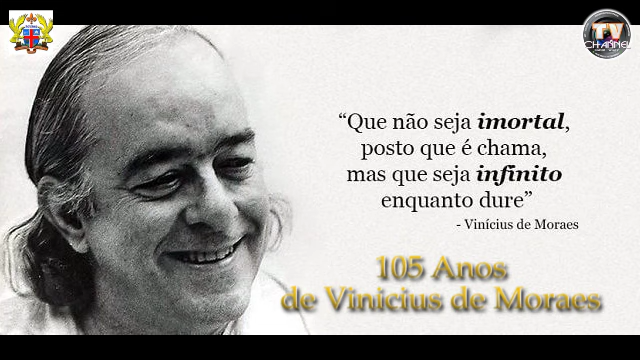 TV
CHANNEL
“Que não seja imortal,
posto que é chama,
mas que seja infinito
enquanto dure”
- Vinícius de Moraes
105 Anos
de Vinicius de Moraes